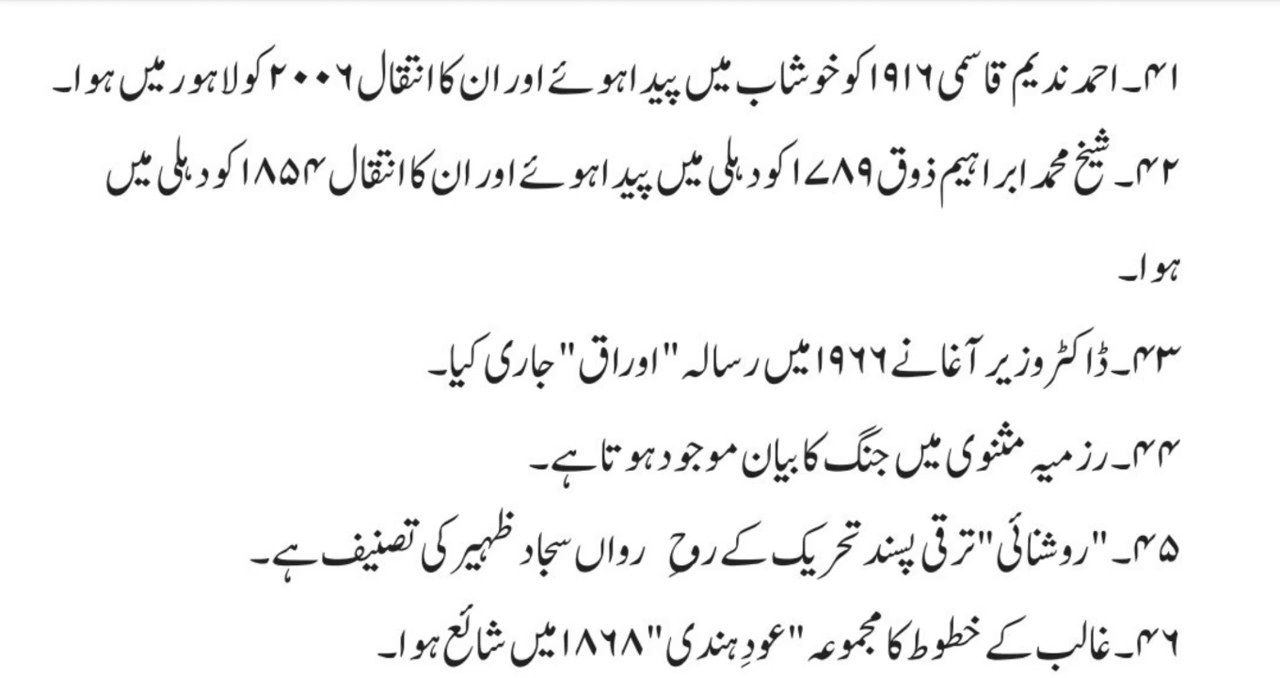 ۴۱۔احمد ندیم قاسمی ۱۹۱۶ کو خوشاب میں پیدا ہوئے اور ان کا انتقال ۲۰۰۶ کو لاہور میں ہوا۔
۴۲۔ شیخ محمد ابراہیم ذوق ۱۷۸۹ کو دہلی میں پیدا ہوئے اور ان کا انتقال ۱۸۵۴ کو دہلی میں
ہوا۔
۴۳۔ڈاکٹر وزیر آغا نے ۱۹۶۶ میں رسالہ "اوراق" جاری کیا۔
۴۴۔رزمیہ مثنوی میں جنگ کا بیان موجود ہوتا ہے۔
۴۵۔ "روشنائی" ترقی پسند تحریک کے روحِ رواں سجاد ظہیر کی تصنیف ہے۔
۴۶۔غالب کے خطوط کا مجموعہ "عودِ ہندی" ۱۸۶۸ میں شائع ہوا۔